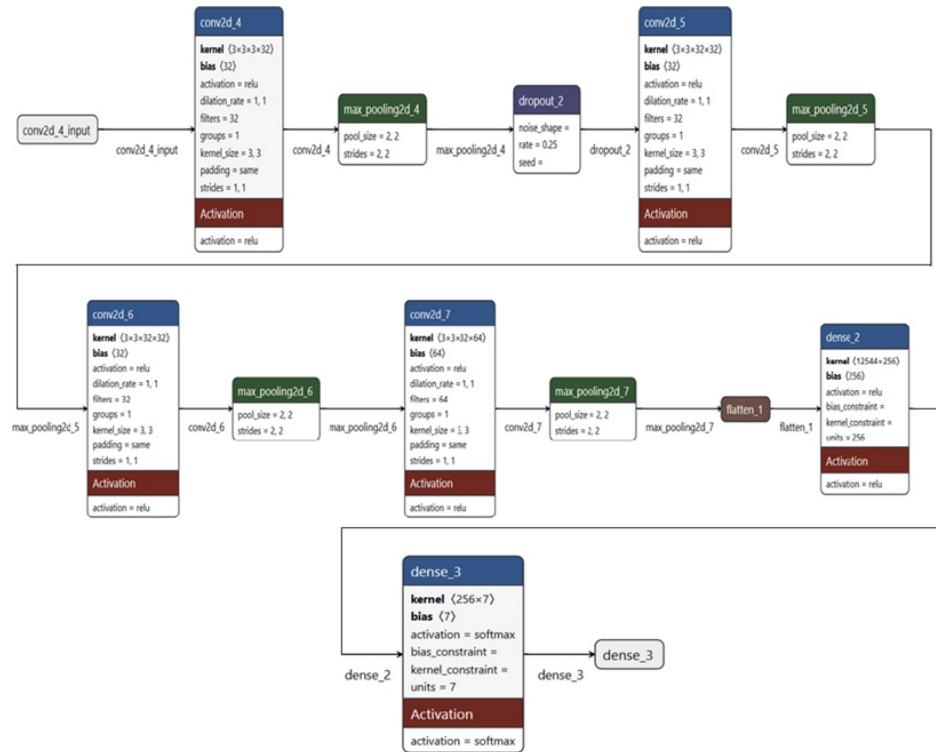 conv2d_4_input
conv2d_4_input
conv2d_4
kernel ⟨3×3×3×32⟩
bias ⟨32⟩
activation = relu
dilation_rate = 1, 1
filters = 32
groups = 1
kernel_size = 3, 3
padding = same
strides = 1, 1
Activation
activation = relu
conv2d_4
max_pooling2d_4
pool_size = 2, 2
strides = 2, 2
max_pooling2d_4
dropout_2
noise_shape =
rate = 0.25
seed =
dropout_2
conv2d_5
kernel ⟨3×3×32×32⟩
bias ⟨32⟩
activation = relu
dilation_rate = 1, 1
filters = 32
groups = 1
kernel_size = 3, 3
padding = same
strides = 1, 1
Activation
activation = relu
conv2d_5
max_pooling2d_5
pool_size = 2, 2
strides = 2, 2
max_pooling2d_5
conv2d_6
kernel ⟨3×3×32×32⟩
bias ⟨32⟩
activation = relu
dilation_rate = 1, 1
filters = 32
groups = 1
kernel_size = 3, 3
padding = same
strides = 1, 1
Activation
activation = relu
conv2d_6
max_pooling2d_6
pool_size = 2, 2
strides = 2, 2
max_pooling2d_6
conv2d_7
kernel ⟨3×3×32×64⟩
bias ⟨64⟩
activation = relu
dilation_rate = 1, 1
filters = 64
groups = 1
kernel_size = 3, 3
padding = same
strides = 1, 1
Activation
activation = relu
conv2d_7
max_pooling2d_7
pool_size = 2, 2
strides = 2, 2
max_pooling2d_7
flatten_1
flatten_1
dense_2
kernel ⟨12544×256⟩
bias ⟨256⟩
activation = relu
bias_constraint =
kernel_constraint =
units = 256
Activation
activation = relu
dense_2
dense_3
kernel ⟨256×7⟩
bias ⟨7⟩
activation = softmax
bias_constraint =
kernel_constraint =
units = 7
Activation
activation = softmax
dense_3
dense_3